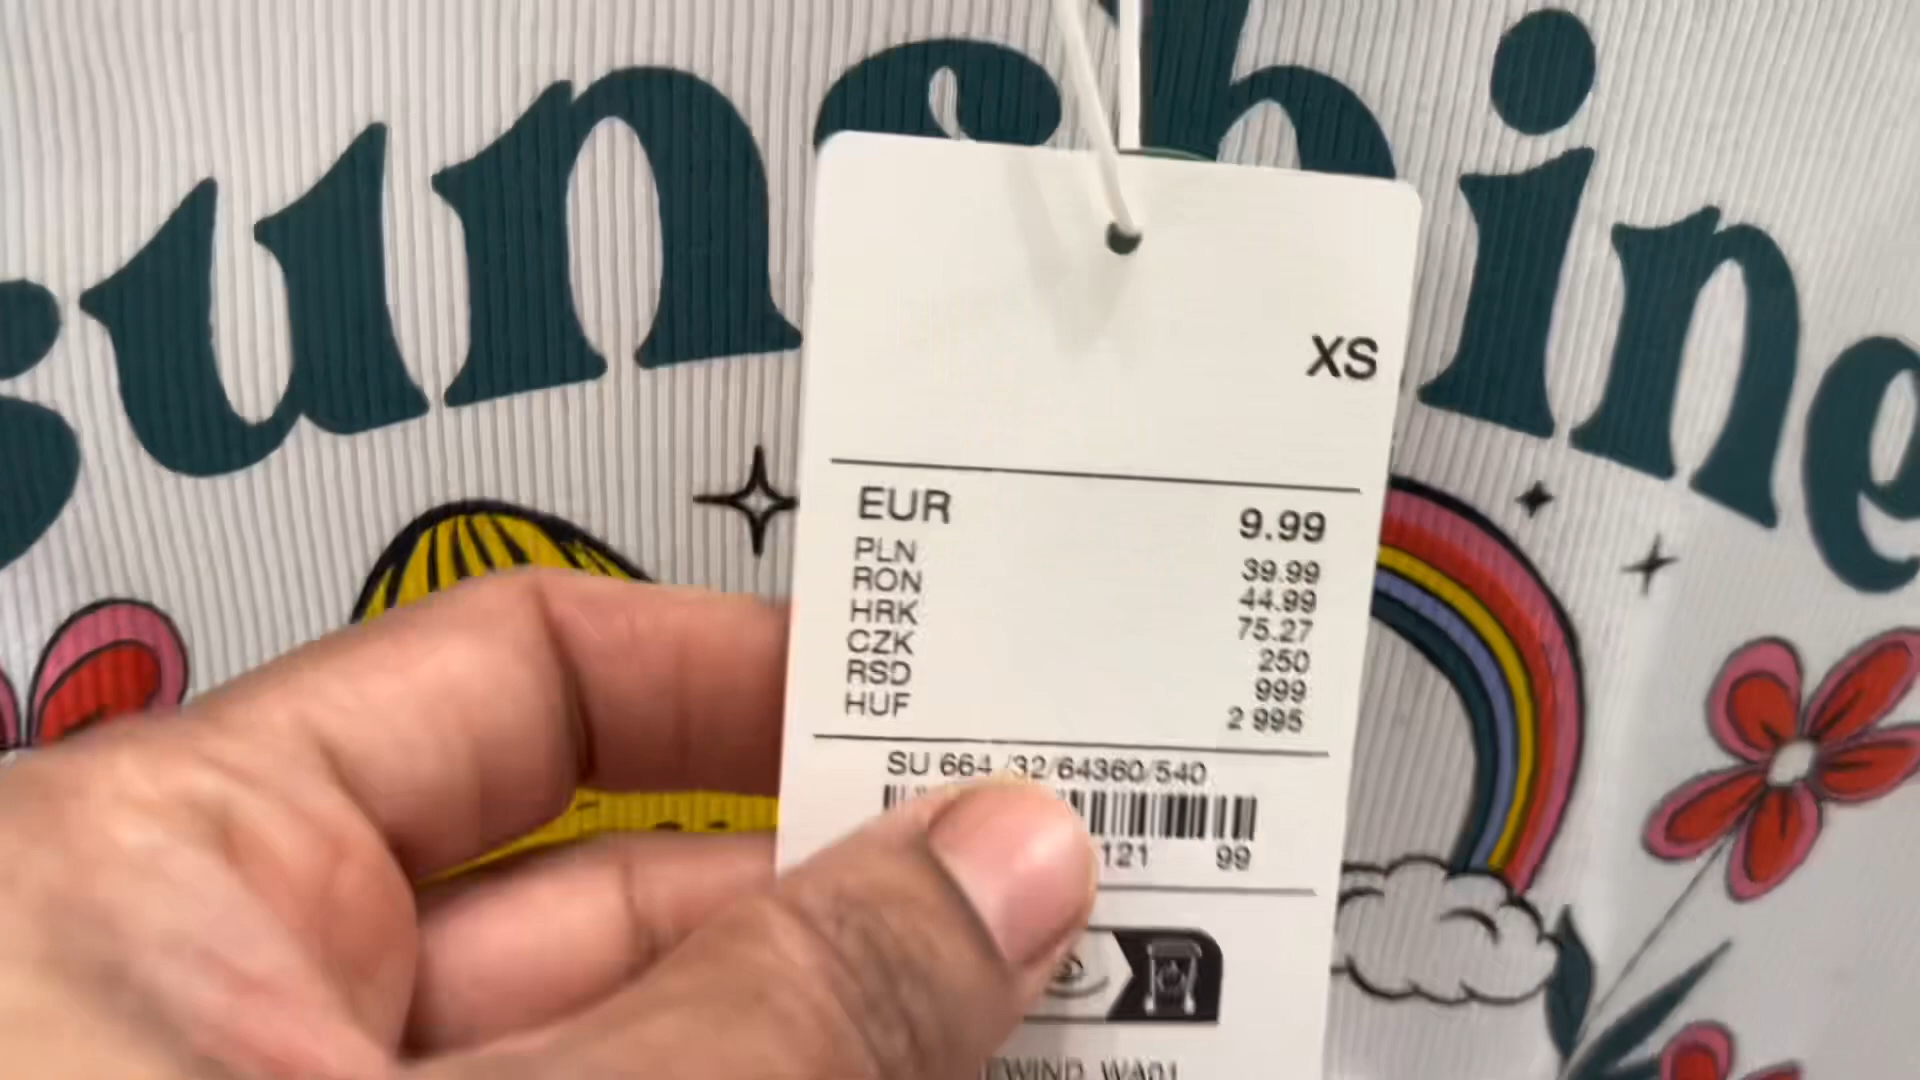 sunshine
XS
EUR 9.99
PLN 39.99
RON 44.99
HRK 75.27
CZK 250
RSD 999
HUF 2 995
SU 664 /32/64360/540
121 99
WA01